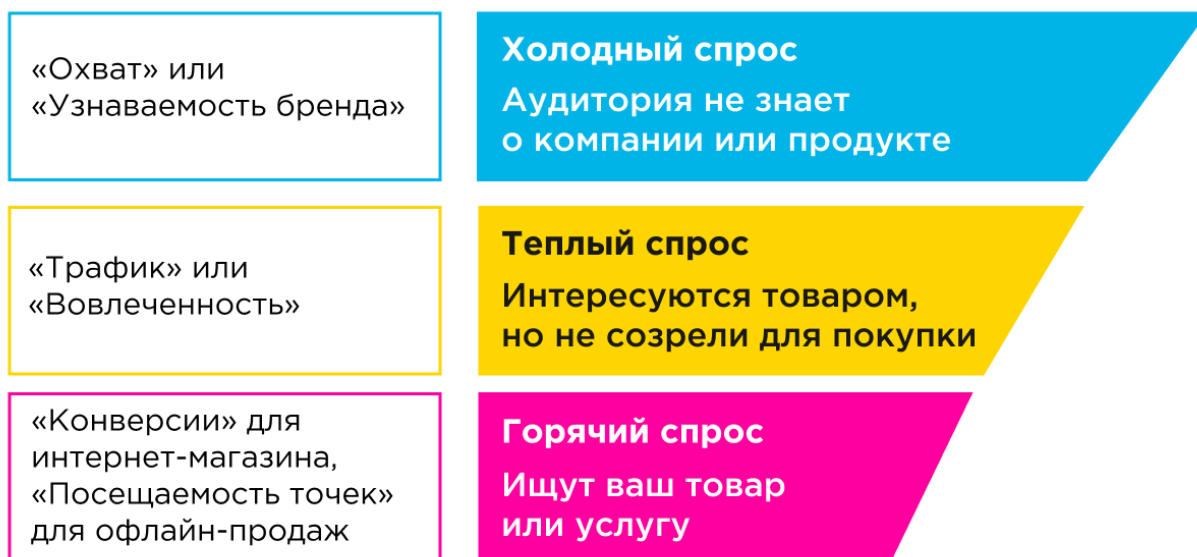 «Охват» или
«Узнаваемость бренда»
Холодный спрос
Аудитория не знает
о компании или продукте
«Трафик» или
«Вовлеченность»
Теплый спрос
Интересуются товаром,
но не созрели для покупки
«Конверсии» для
интернет-магазина,
«Посещаемость точек»
для офлайн-продаж
Горячий спрос
Ищут ваш товар
или услугу